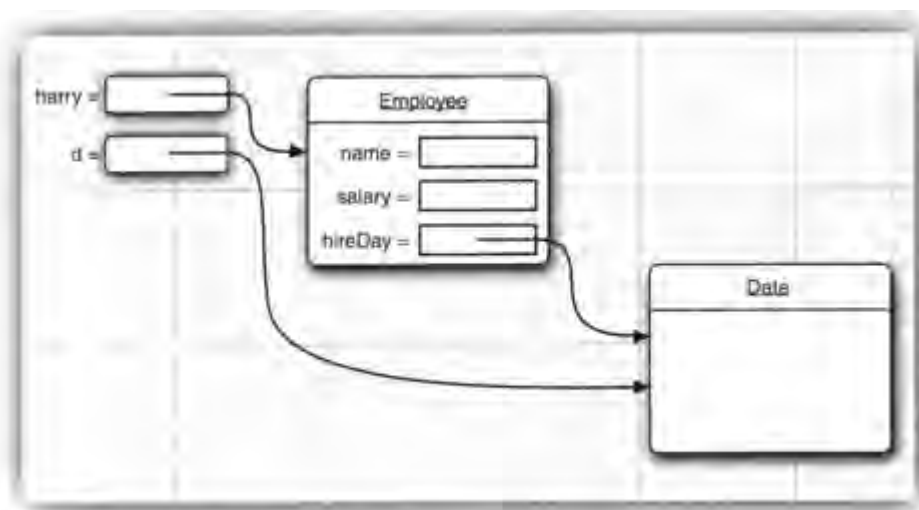 harry =
d =
Employee
name =
salary =
hireDay =
Date